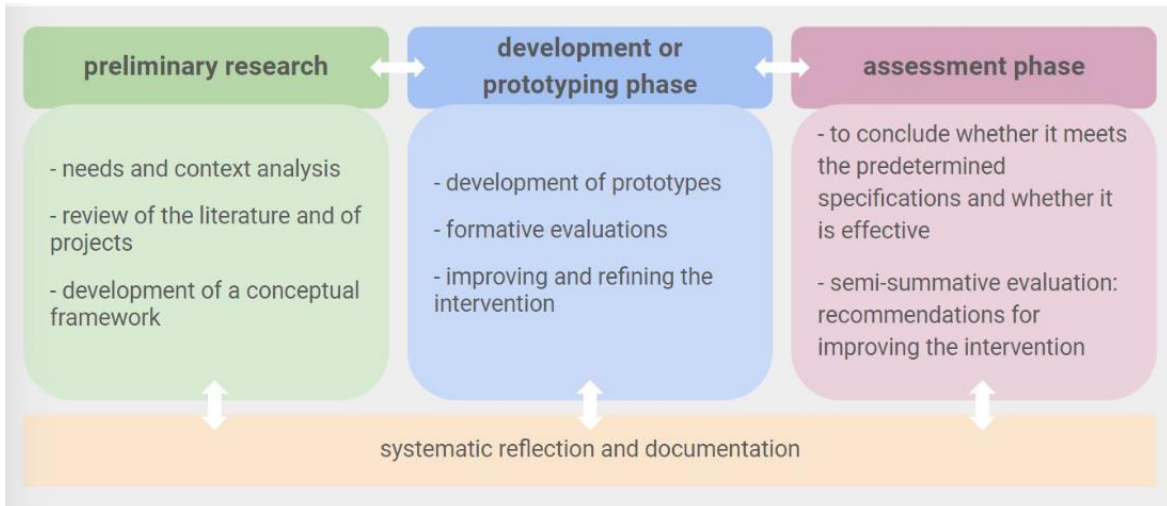 preliminary research
- needs and context analysis
- review of the literature and of
projects
- development of a conceptual
framework
development or
prototyping phase
- development of prototypes
- formative evaluations
- improving and refining the
intervention
assessment phase
- to conclude whether it meets
the predetermined
specifications and whether it
is effective
- semi-summative evaluation:
recommendations for
improving the intervention
systematic reflection and documentation